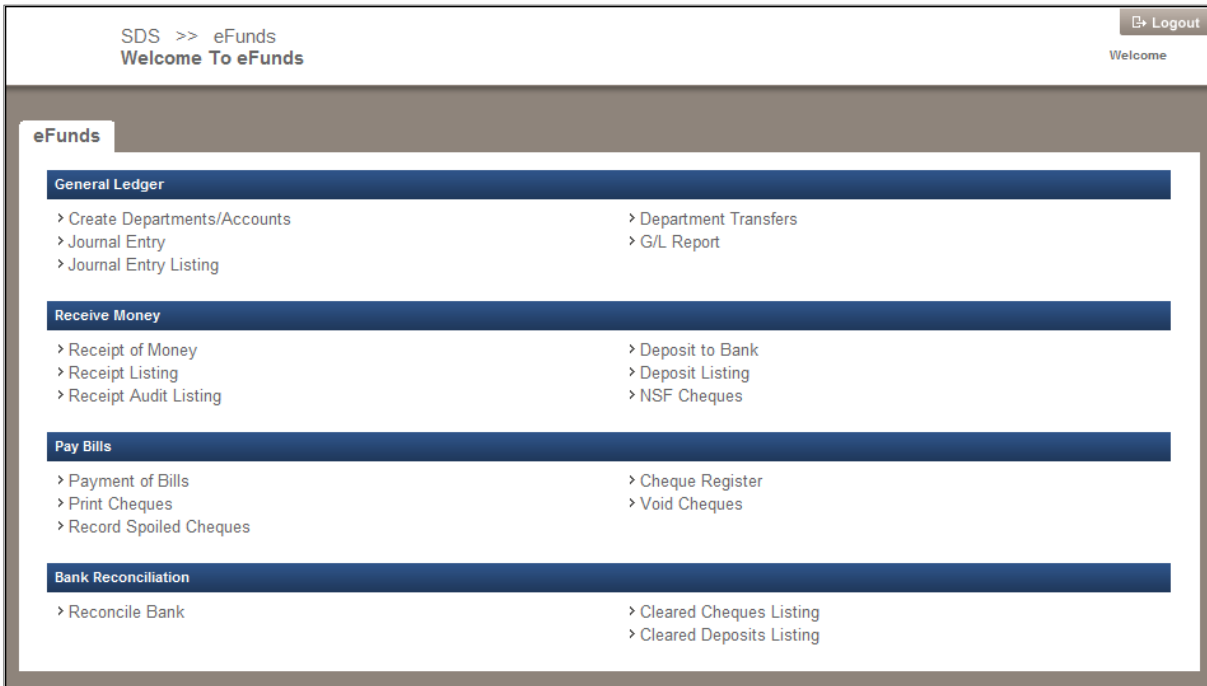 Logout
SDS >> eFunds
Welcome To eFunds
Welcome
eFunds
General Ledger
> Create Departments/Accounts
> Journal Entry
> Journal Entry Listing
> Department Transfers
> G/L Report
Receive Money
> Receipt of Money
> Receipt Listing
> Receipt Audit Listing
> Deposit to Bank
> Deposit Listing
> NSF Cheques
Pay Bills
> Payment of Bills
> Print Cheques
> Record Spoiled Cheques
> Cheque Register
> Void Cheques
Bank Reconciliation
> Reconcile Bank
> Cleared Cheques Listing
> Cleared Deposits Listing